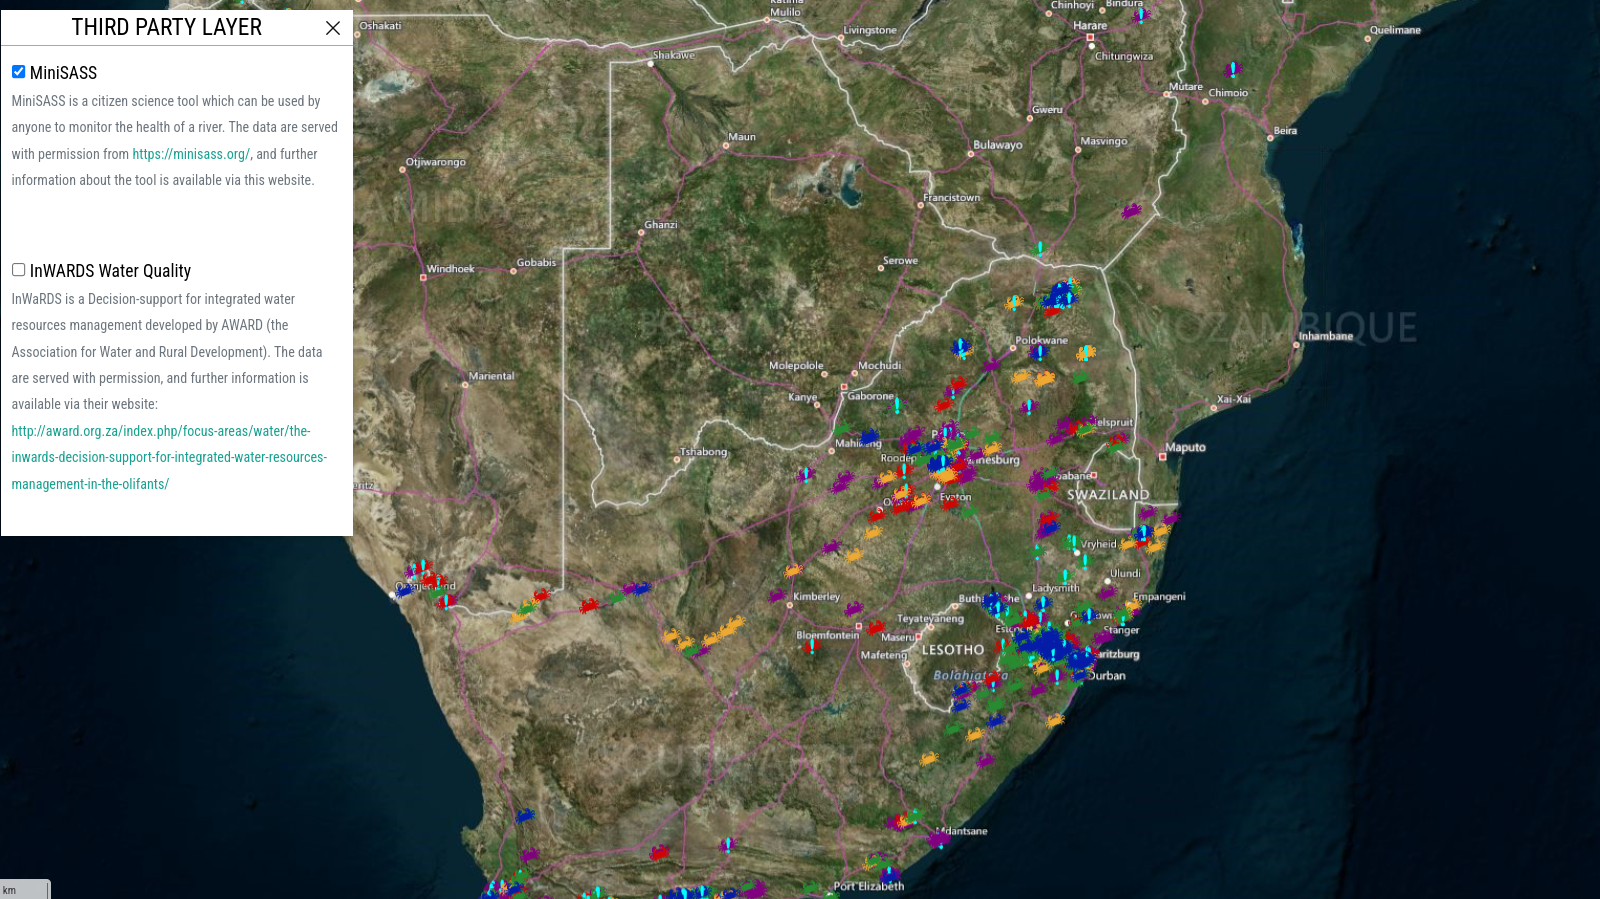 THIRD PARTY LAYER
MiniSASS
MiniSASS is a citizen science tool which can be used by
anyone to monitor the health of a river. The data are served
with permission from https://minisass.org/, and further
information about the tool is available via this website.
InWARDS Water Quality
InWaRDS is a Decision-support for integrated water
resources management developed by AWARD (the
Association for Water and Rural Development). The data
are served with permission, and further information is
available via their website:
http://award.org.za/index.php/focus-areas/water/the-
inwards-decision-support-for-integrated-water-resources-
management-in-the-olifants/
km
Oshakati
Mulilo
Livingstone
Chinhoyi
Bindura
Harare
Chitungwiza
Quelimane
Shakawe
Mutare
Chimoio
Gweru
Beira
Maun
Bulawayo
Masvingo
Otjiwarongo
Francistown
Ghanzi
Windhoek
Gobabis
Serowe
MOZAMBIQUE
Inhambane
Polokwane
Molepolole
Mochudi
Mariental
Kanye
Gaborone
Xai-Xai
elspruit
Tshabong
Maputo
nnesburg
SWAZILAND
Evaton
Vryheid
Ulundi
Ladysmith
Empangeni
Kimberley
Teyateyaneng
Stanger
Bloemfontein
Maseru
LESOTHO
Mafeteng
aritzburg
Durban
Mdantsane
Port Elizabeth